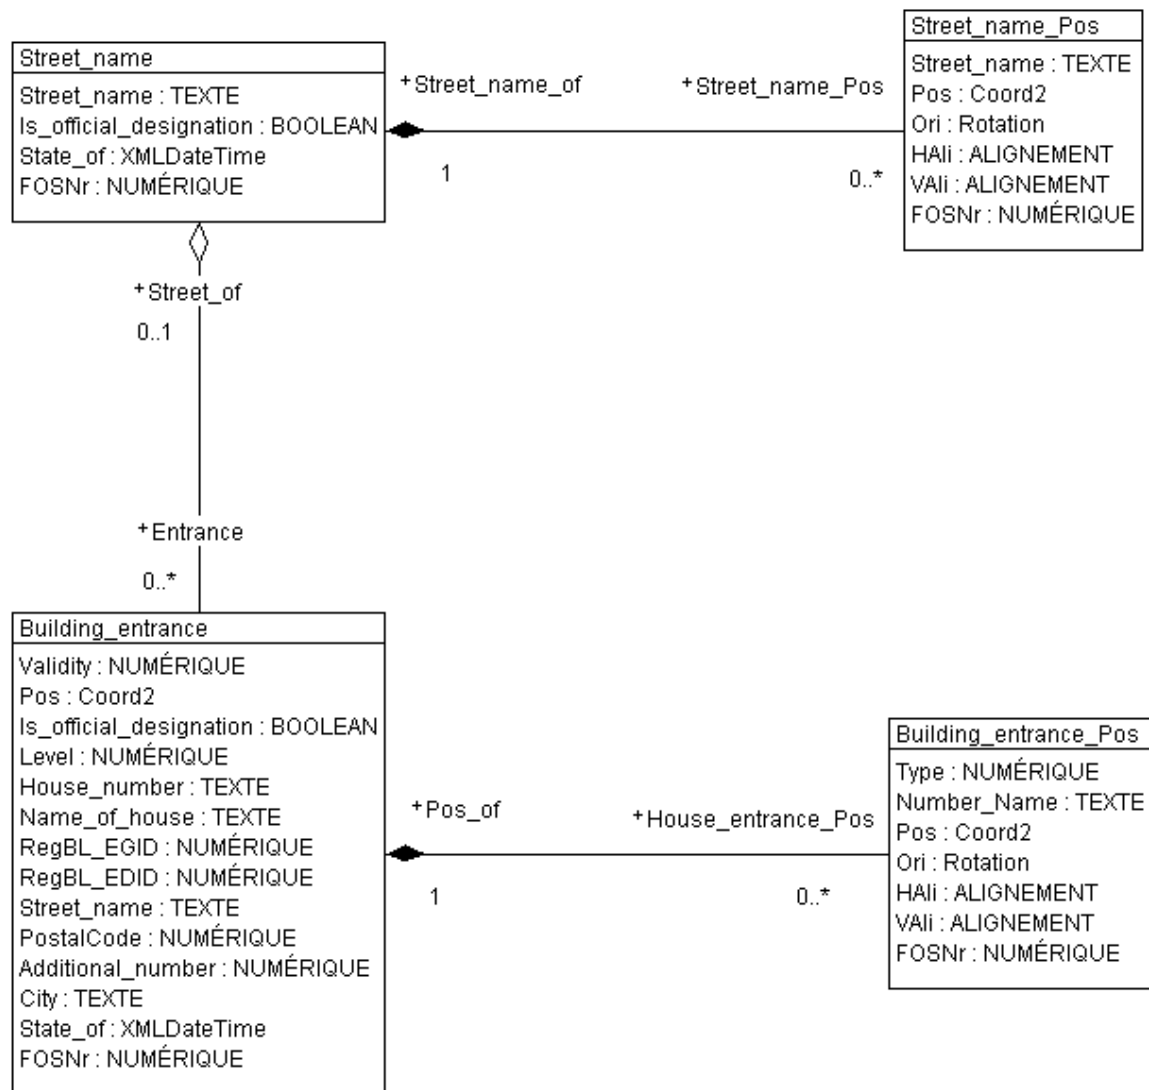 Street_name
Street_name : TEXTE
Is_official_designation : BOOLEAN
State_of : XMLDateTime
FOSNr : NUMÉRIQUE
+Street_name_of
1
+Street_name_Pos
0..*
Street_name_Pos
Street_name : TEXTE
Pos : Coord2
Ori : Rotation
HAli : ALIGNEMENT
VAli : ALIGNEMENT
FOSNr : NUMÉRIQUE
+Street_of
0..1
+Entrance
0..*
Building_entrance
Validity : NUMÉRIQUE
Pos : Coord2
Is_official_designation : BOOLEAN
Level : NUMÉRIQUE
House_number : TEXTE
Name_of_house : TEXTE
RegBL_EGID : NUMÉRIQUE
RegBL_EDID : NUMÉRIQUE
Street_name : TEXTE
PostalCode : NUMÉRIQUE
Additional_number : NUMÉRIQUE
City : TEXTE
State_of : XMLDateTime
FOSNr : NUMÉRIQUE
+Pos_of
1
+House_entrance_Pos
0..*
Building_entrance_Pos
Type : NUMÉRIQUE
Number_Name : TEXTE
Pos : Coord2
Ori : Rotation
HAli : ALIGNEMENT
VAli : ALIGNEMENT
FOSNr : NUMÉRIQUE